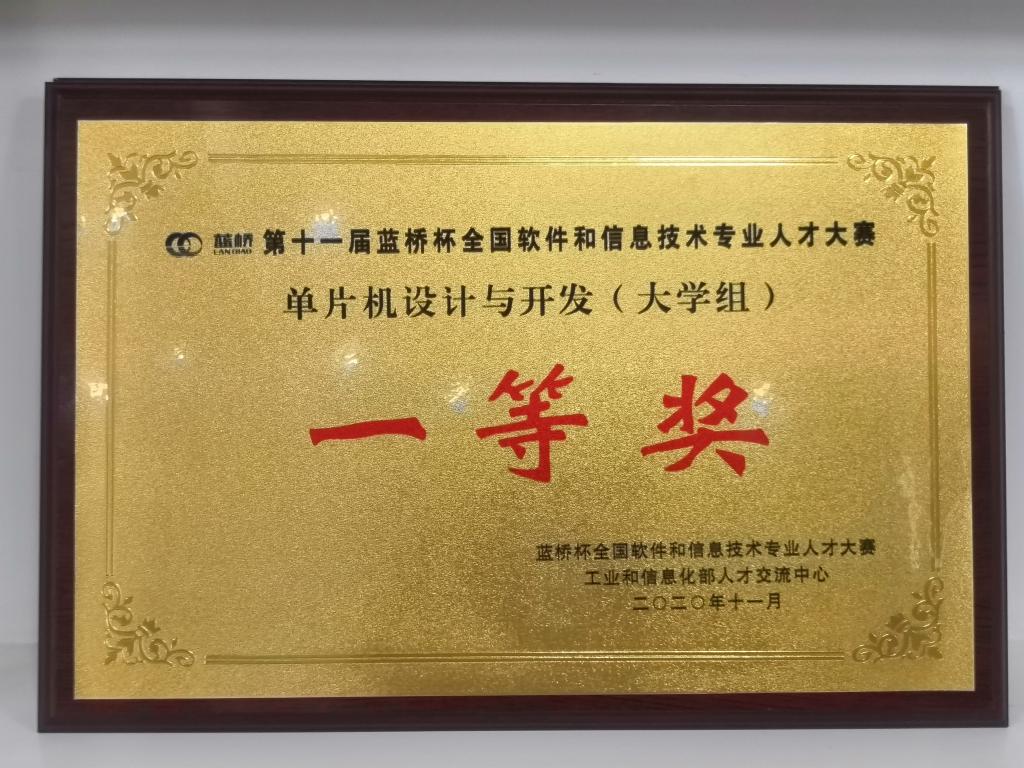 蓝桥 第十一届蓝桥杯全国软件和信息技术专业人才大赛
LANQIAO
单片机设计与开发（大学组）
一等奖
蓝桥杯全国软件和信息技术专业人才大赛
工业和信息化部人才交流中心
二〇二〇年十一月